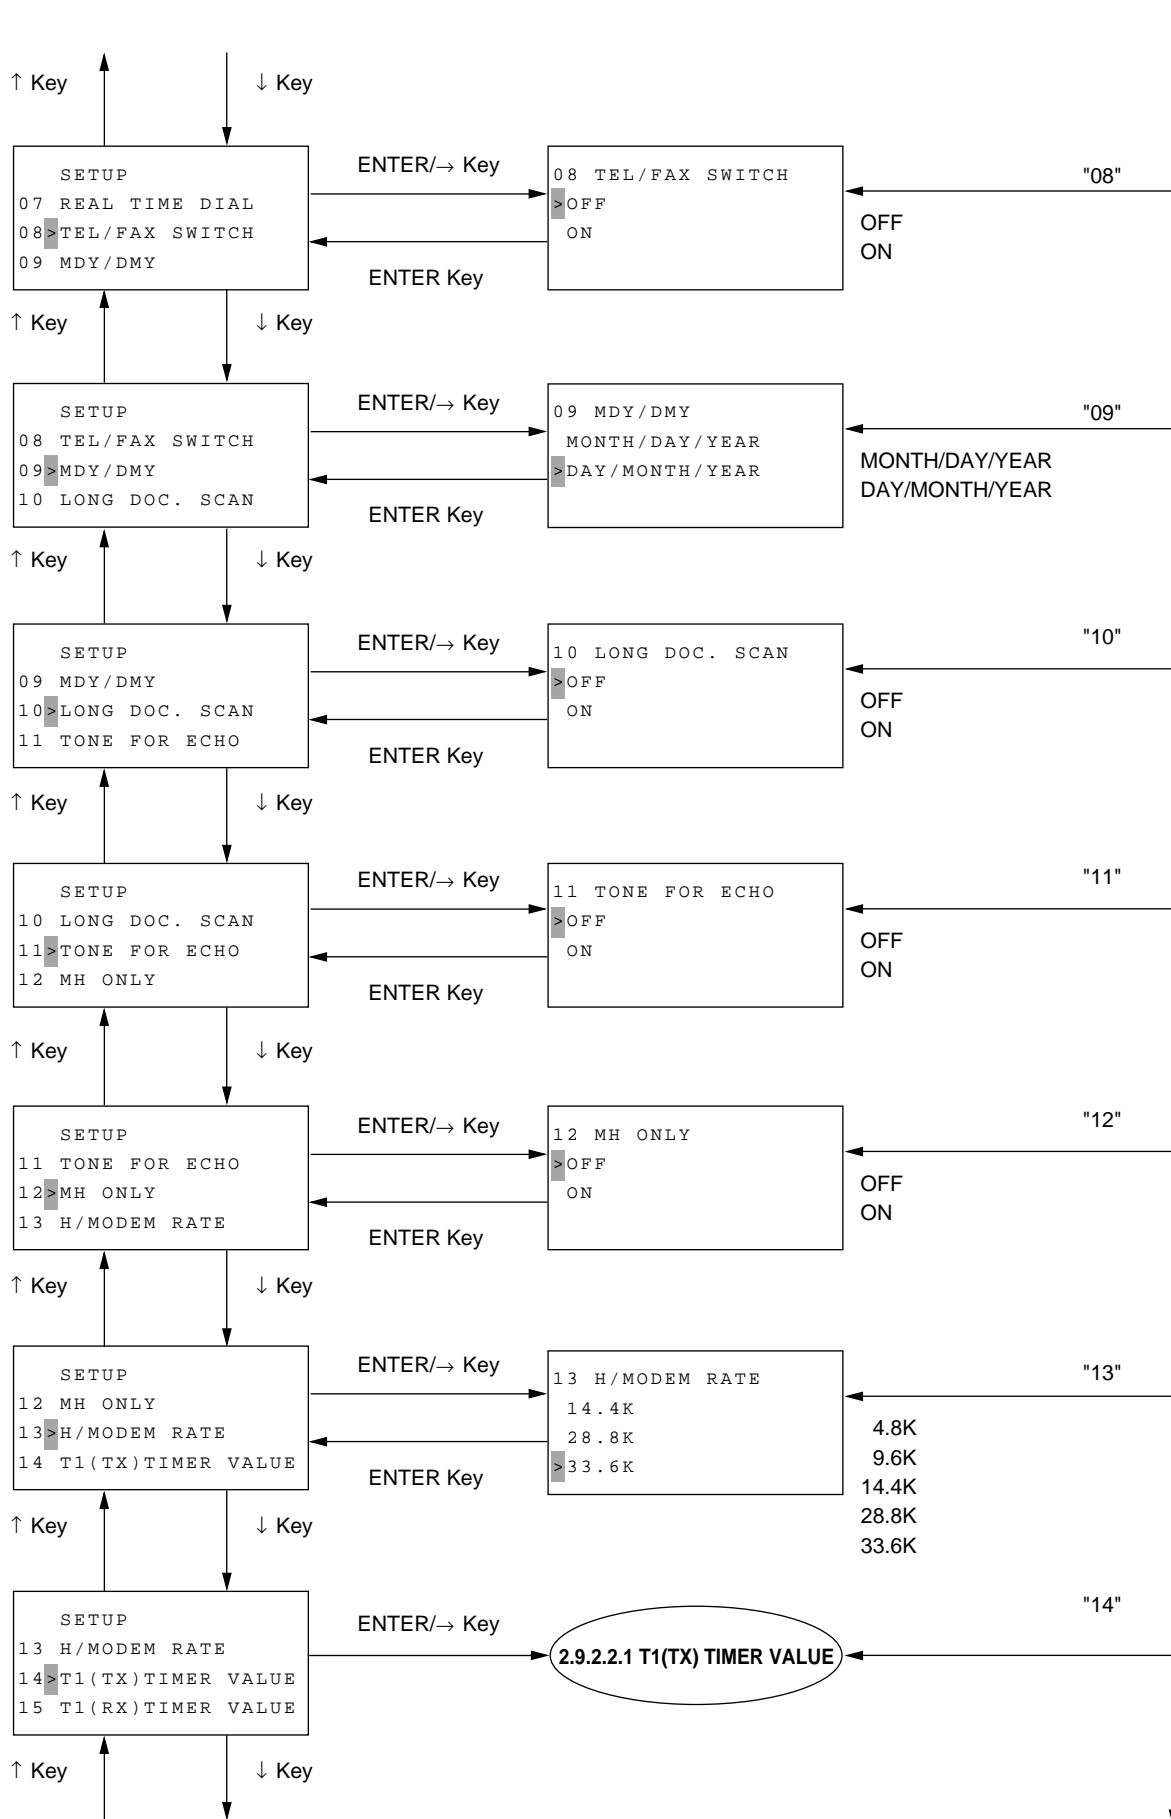 ↑ Key
↓ Key
SETUP
07 REAL TIME DIAL
08>TEL/FAX SWITCH
09 MDY/DMY
ENTER/→ Key
ENTER Key
08 TEL/FAX SWITCH
>OFF
ON
"08"
OFF
ON
↑ Key
↓ Key
SETUP
08 TEL/FAX SWITCH
09>MDY/DMY
10 LONG DOC. SCAN
ENTER/→ Key
ENTER Key
09 MDY/DMY
MONTH/DAY/YEAR
>DAY/MONTH/YEAR
"09"
MONTH/DAY/YEAR
DAY/MONTH/YEAR
↑ Key
↓ Key
SETUP
09 MDY/DMY
10>LONG DOC. SCAN
11 TONE FOR ECHO
ENTER/→ Key
ENTER Key
10 LONG DOC. SCAN
>OFF
ON
"10"
OFF
ON
↑ Key
↓ Key
SETUP
10 LONG DOC. SCAN
11>TONE FOR ECHO
12 MH ONLY
ENTER/→ Key
ENTER Key
11 TONE FOR ECHO
>OFF
ON
"11"
OFF
ON
↑ Key
↓ Key
SETUP
11 TONE FOR ECHO
12>MH ONLY
13 H/MODEM RATE
ENTER/→ Key
ENTER Key
12 MH ONLY
>OFF
ON
"12"
OFF
ON
↑ Key
↓ Key
SETUP
12 MH ONLY
13>H/MODEM RATE
14 T1(TX)TIMER VALUE
ENTER/→ Key
ENTER Key
13 H/MODEM RATE
14.4K
28.8K
>33.6K
"13"
4.8K
9.6K
14.4K
28.8K
33.6K
↑ Key
↓ Key
SETUP
13 H/MODEM RATE
14>T1(TX)TIMER VALUE
15 T1(RX)TIMER VALUE
ENTER/→ Key
2.9.2.2.1 T1(TX) TIMER VALUE
"14"
↑ Key
↓ Key